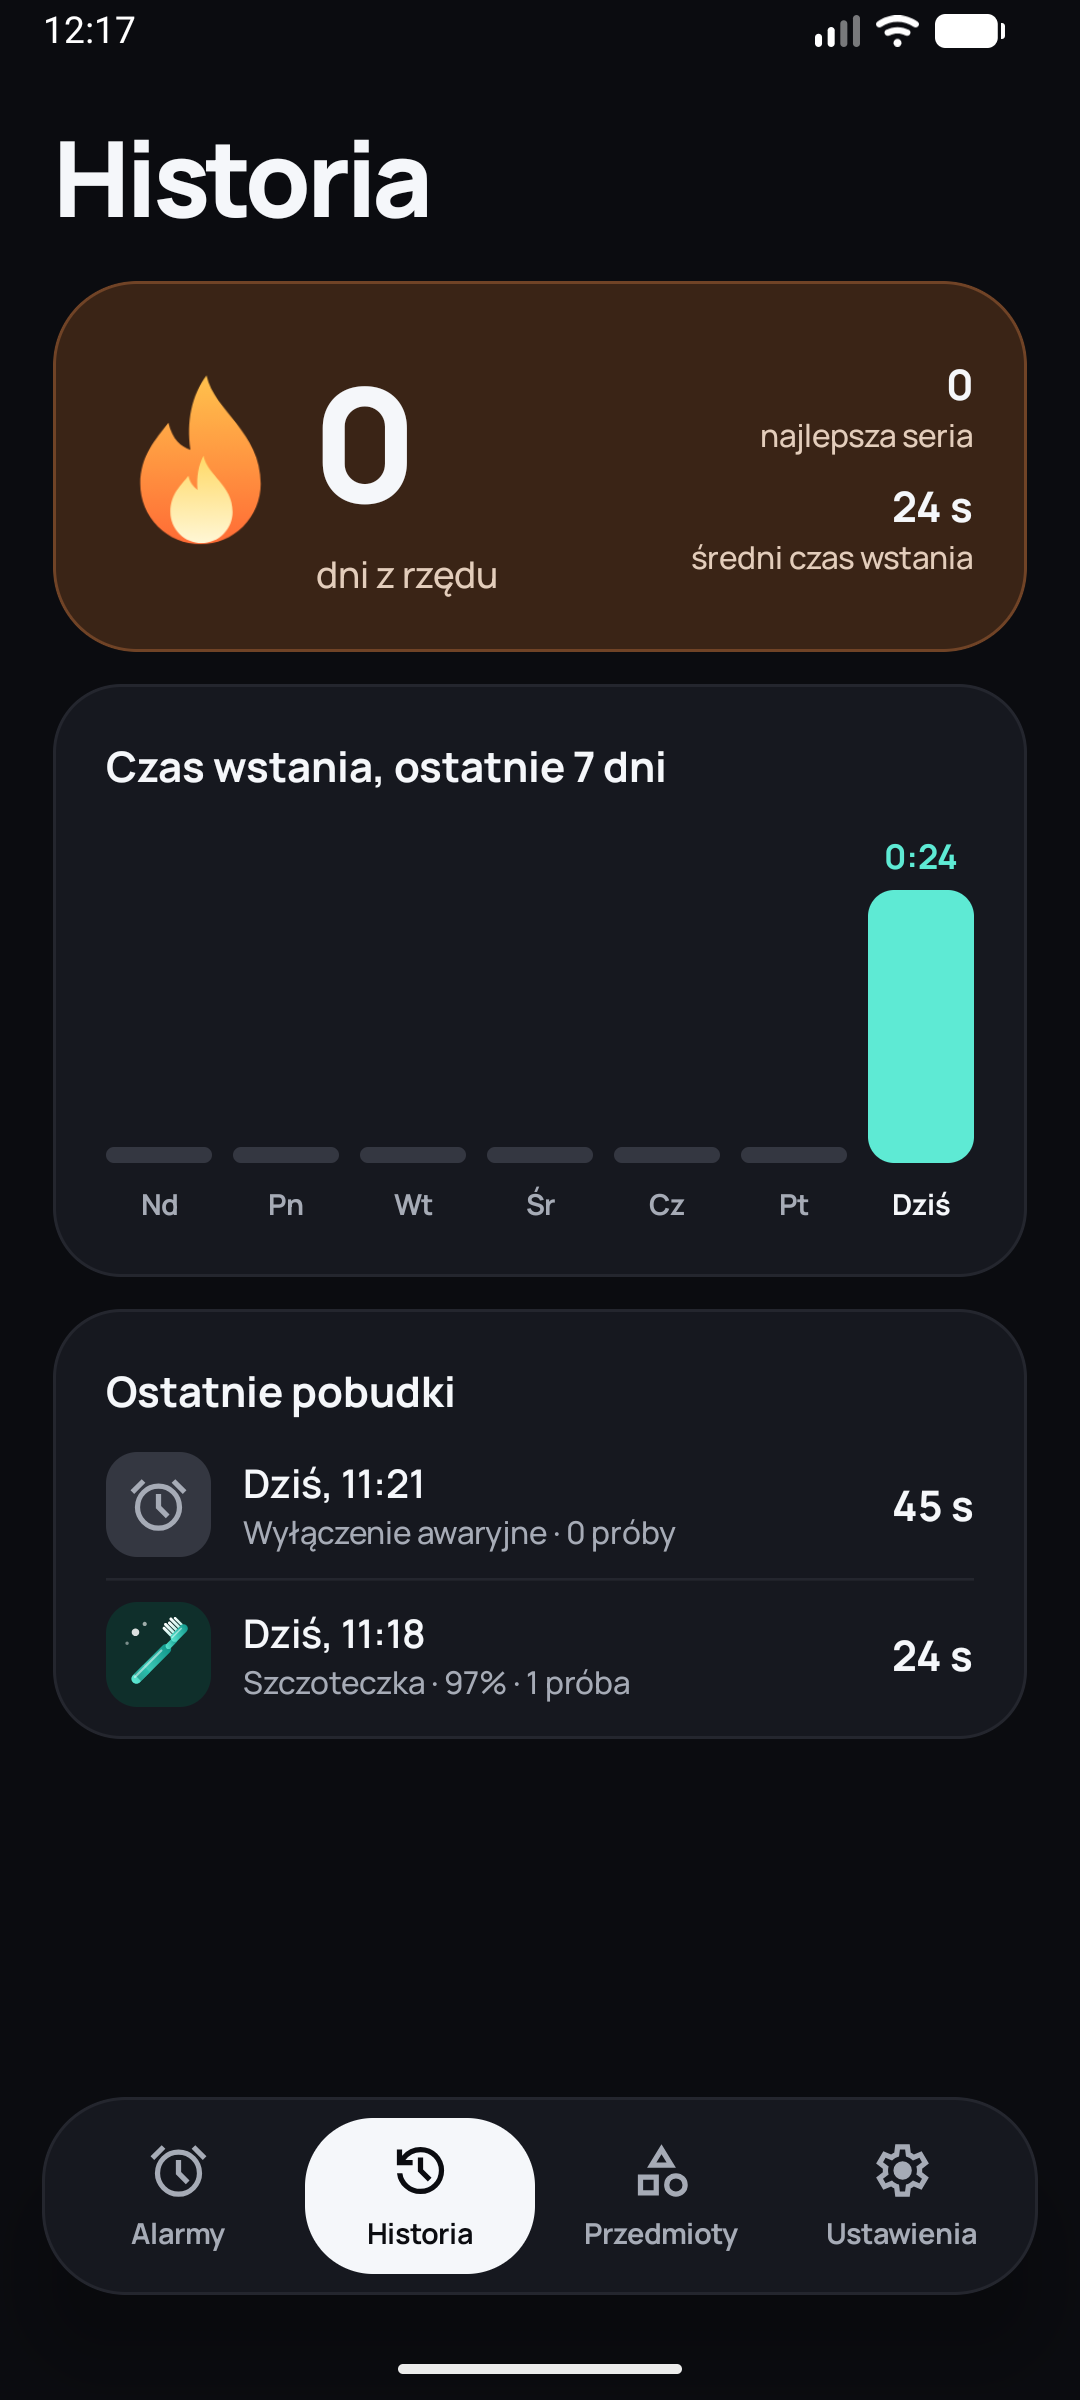 12:17
Historia
0
dni z rzędu
0
najlepsza seria
24 s
średni czas wstania
Czas wstania, ostatnie 7 dni
0:24
Nd Pn Wt Śr Cz Pt Dziś
Ostatnie pobudki
Dziś, 11:21
Wyłączenie awaryjne · 0 próby
45 s
Dziś, 11:18
Szczoteczka · 97% · 1 próba
24 s
Alarmy Historia Przedmioty Ustawienia